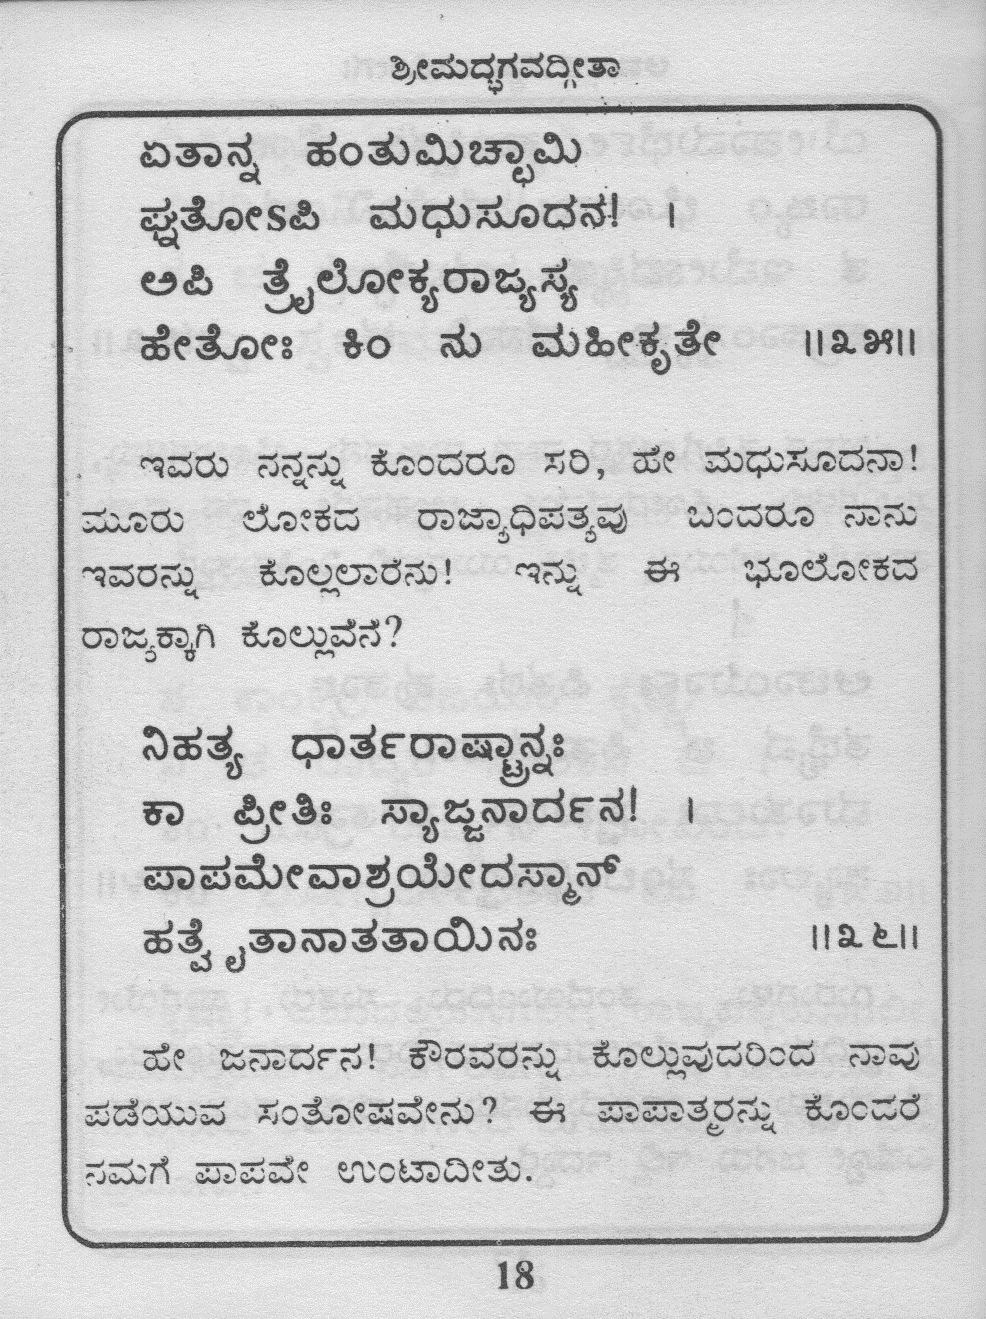 ಶ್ರೀಮದ್ಭಗವದ್ಗೀತಾ
ಏತಾನ್ನ ಹಂತುಮಿಚ್ಛಾಮಿ
ಘ್ನತೋಽಪಿ ಮಧುಸೂದನ! ।
ಅಪಿ ತ್ರೈಲೋಕ್ಯರಾಜ್ಯಸ್ಯ
ಹೇತೋಃ ಕಿಂ ನು ಮಹೀಕೃತೇ ॥೩೫॥
ಇವರು ನನ್ನನ್ನು ಕೊಂದರೂ ಸರಿ, ಹೇ ಮಧುಸೂದನಾ!
ಮೂರು ಲೋಕದ ರಾಜ್ಯಾಧಿಪತ್ಯವು ಬಂದರೂ ನಾನು
ಇವರನ್ನು ಕೊಲ್ಲಲಾರೆನು! ಇನ್ನು ಈ ಭೂಲೋಕದ
ರಾಜ್ಯಕ್ಕಾಗಿ ಕೊಲ್ಲುವೆನೆ?
ನಿಹತ್ಯ ಧಾರ್ತರಾಷ್ಟ್ರಾನ್ನಃ
ಕಾ ಪ್ರೀತಿಃ ಸ್ಯಾಜ್ಜನಾರ್ದನ! ।
ಪಾಪಮೇವಾಶ್ರಯೇದಸ್ಮಾನ್
ಹತ್ವೈತಾನಾತತಾಯಿನಃ ॥೩೬॥
ಹೇ ಜನಾರ್ದನ! ಕೌರವರನ್ನು ಕೊಲ್ಲುವುದರಿಂದ ನಾವು
ಪಡೆಯುವ ಸಂತೋಷವೇನು? ಈ ಪಾಪಾತ್ಮರನ್ನು ಕೊಂದರೆ
ನಮಗೆ ಪಾಪವೇ ಉಂಟಾದೀತು.
18